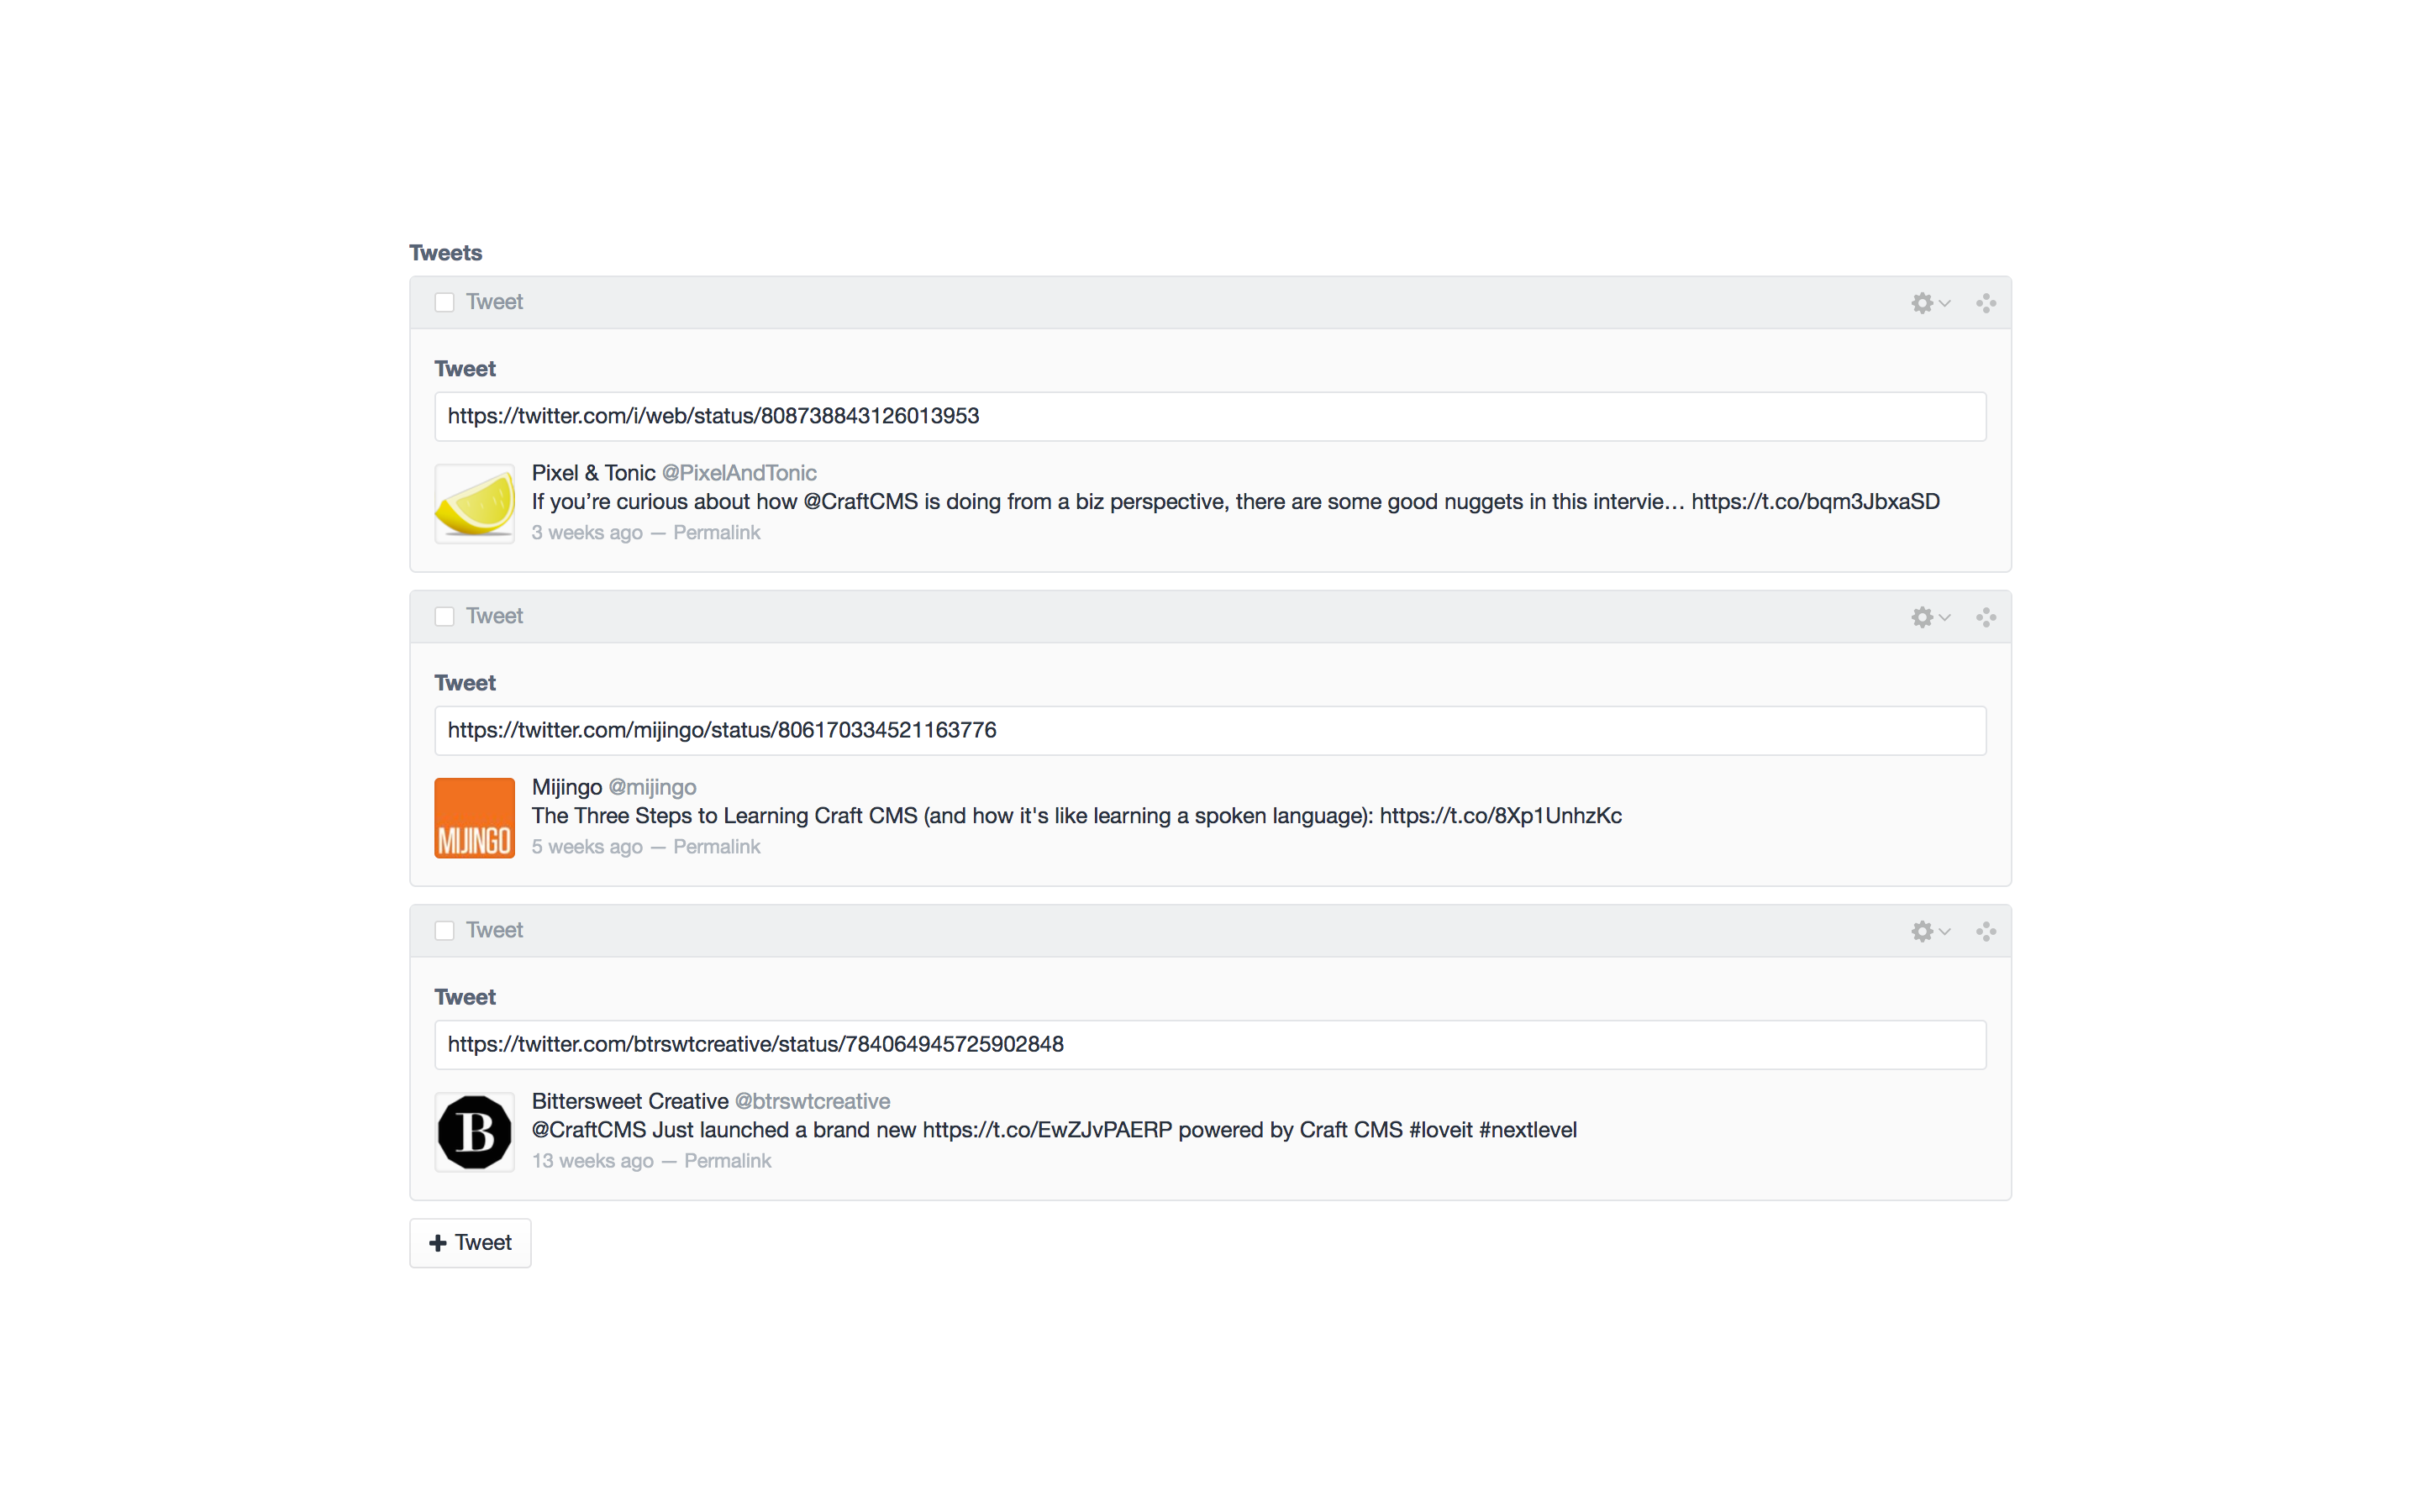 Tweets
Tweet
Tweet
https://twitter.com/i/web/status/808738843126013953
Pixel & Tonic @PixelAndTonic
If you’re curious about how @CraftCMS is doing from a biz perspective, there are some good nuggets in this intervie… https://t.co/bqm3JbxaSD
3 weeks ago — Permalink
Tweet
Tweet
https://twitter.com/mijingo/status/806170334521163776
Mijingo @mijingo
The Three Steps to Learning Craft CMS (and how it's like learning a spoken language): https://t.co/8Xp1UnhzKc
MIJINGO
5 weeks ago — Permalink
Tweet
Tweet
https://twitter.com/btrswtcreative/status/784064945725902848
Bittersweet Creative @btrswtcreative
B
@CraftCMS Just launched a brand new https://t.co/EwZJvPAERP powered by Craft CMS #loveit #nextlevel
13 weeks ago — Permalink
+ Tweet